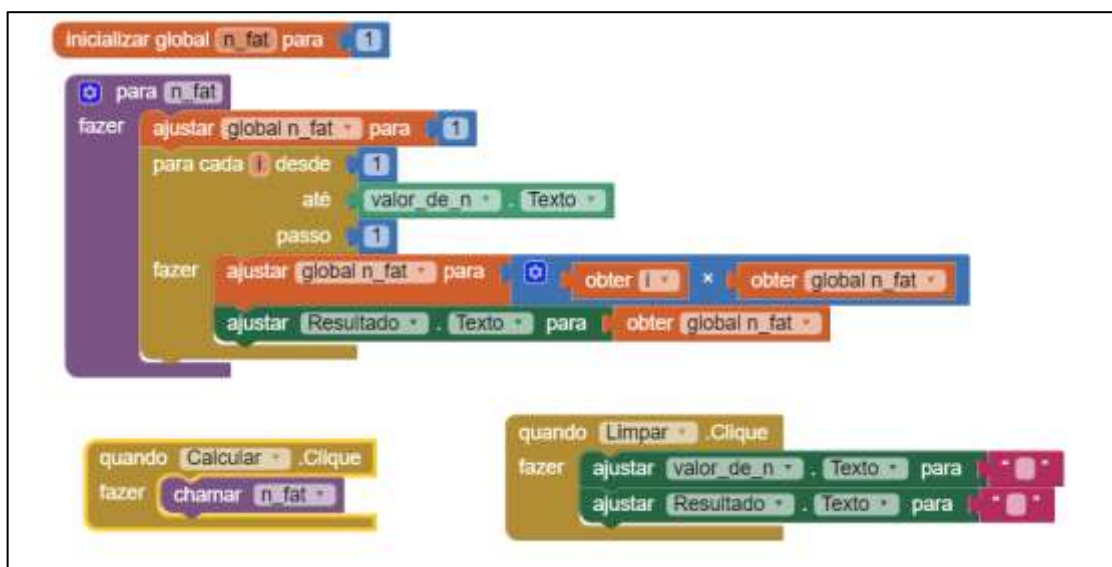 inicializar global n_fat para 1
para n_fat
fazer ajustar global n_fat para 1
para cada i desde 1
até valor_de_n . Texto
passo 1
fazer ajustar global n_fat para obter i × obter global n_fat
ajustar Resultado . Texto para obter global n_fat
quando Calcular .Clique
fazer chamar n_fat
quando Limpar .Clique
fazer ajustar valor_de_n . Texto para " "
ajustar Resultado . Texto para " "